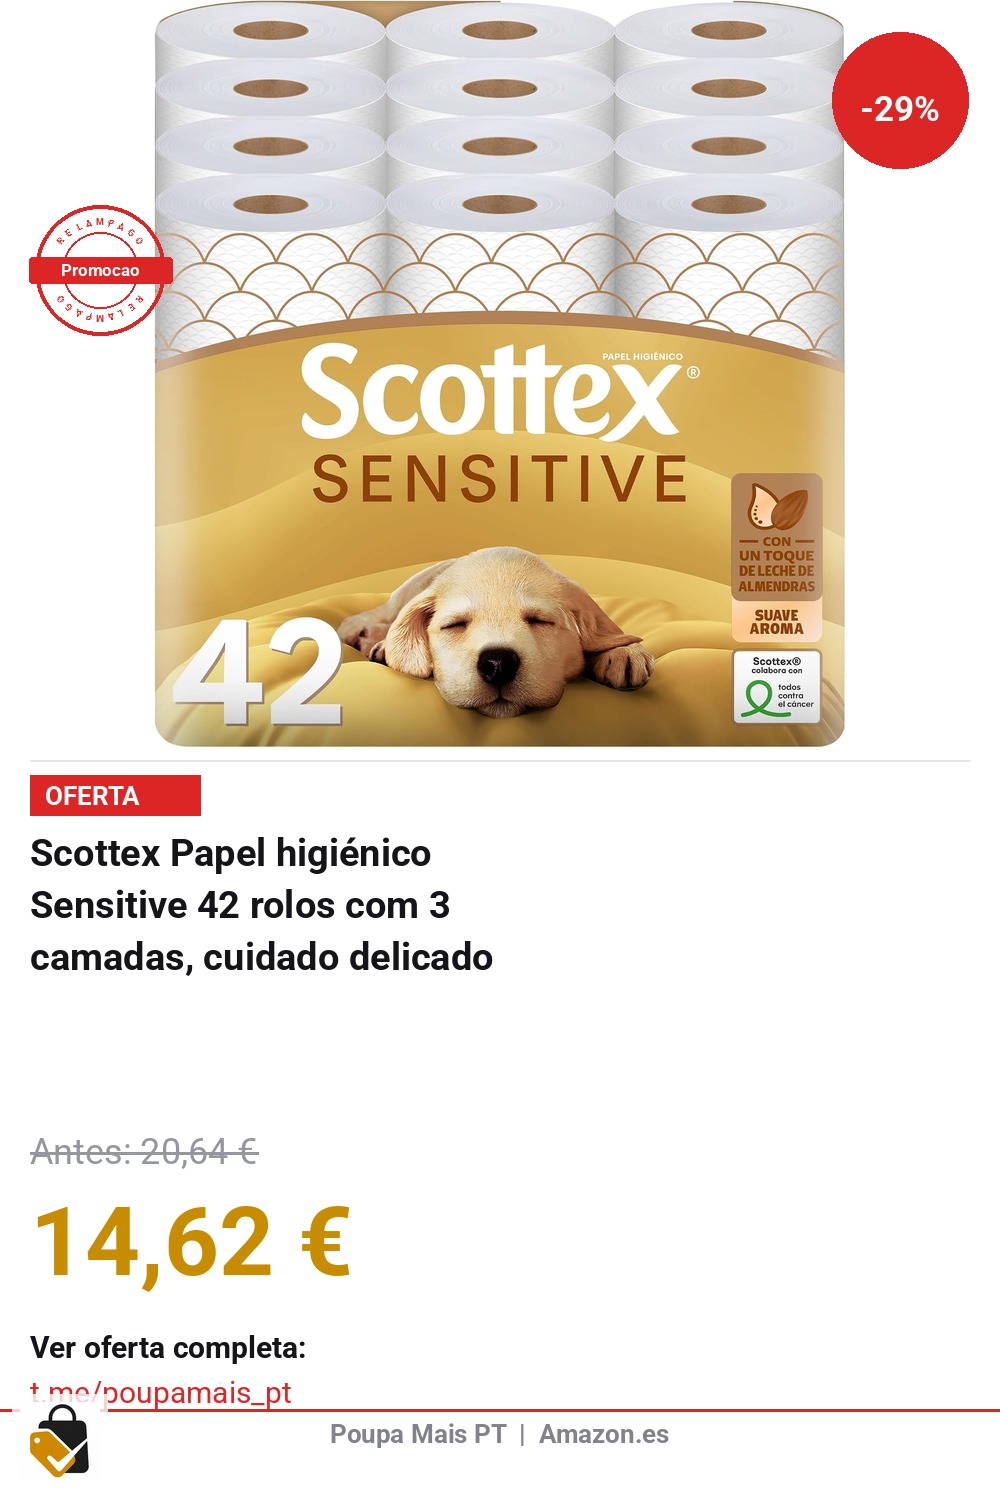 -29%
RELAMPAGO
Promocao
RELAMPAGO
PAPEL HIGIÉNICO
Scottex®
SENSITIVE
CON
UN TOQUE
DE LECHE DE
ALMENDRAS
SUAVE
AROMA
Scottex®
colabora con
todos
contra
el cáncer
42
OFERTA
Scottex Papel higiénico
Sensitive 42 rolos com 3
camadas, cuidado delicado
Antes: 20,64 €
14,62 €
Ver oferta completa:
t.me/poupamais_pt
Poupa Mais PT | Amazon.es